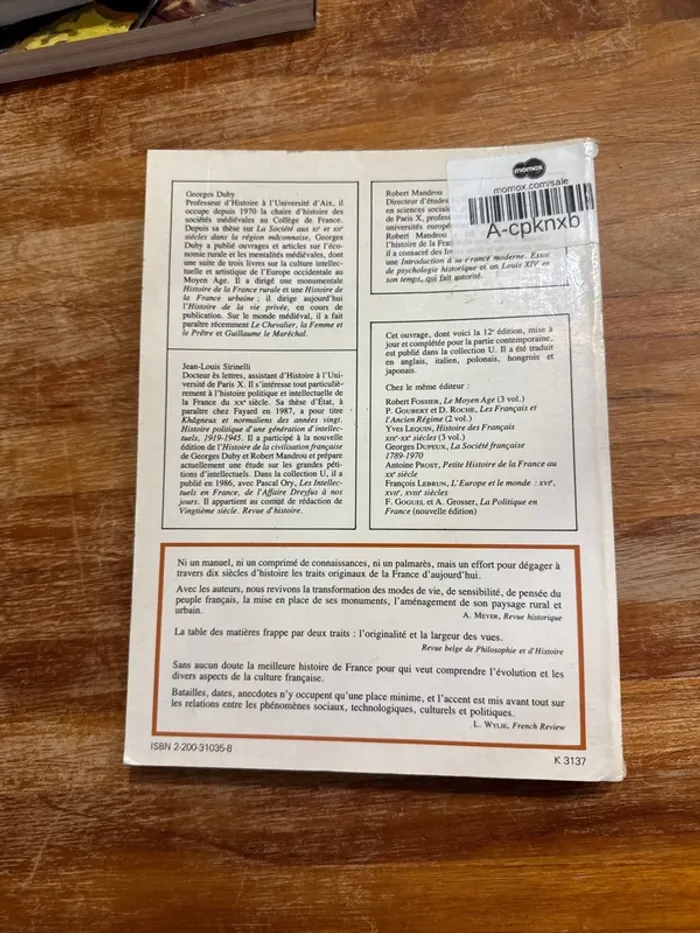 Georges Duby
Professeur d'Histoire à l'Université d'Aix, il
occupe depuis 1970 la chaire d'histoire des
sociétés médiévales au Collège de France.
Depuis sa thèse sur La Société aux XIe et XIIe
siècles dans la région mâconnaise, Georges
Duby a publié ouvrages et articles sur l'éco-
nomie rurale et les mentalités médiévales, dont
une suite de trois livres sur la culture intellec-
tuelle et artistique de l'Europe occidentale au
Moyen Age. Il a dirigé une monumentale
Histoire de la France rurale et une Histoire de
la France urbaine ; il dirige aujourd'hui
l'Histoire de la vie privée, en cours de
publication. Sur le monde médiéval, il a fait
paraître récemment Le Chevalier, la Femme et
le Prêtre et Guillaume le Maréchal.
Jean-Louis Sirinelli
Docteur ès lettres, assistant d'Histoire à l'Uni-
versité de Paris X. Il s'intéresse tout particuliè-
rement à l'histoire politique et intellectuelle de
la France du XXe siècle. Sa thèse d'État, à
paraître chez Fayard en 1987, a pour titre
Khâgneux et normaliens des années vingt.
Histoire politique d'une génération d'intellec-
tuels, 1919-1945. Il a participé à la nouvelle
édition de l'Histoire de la civilisation française
de Georges Duby et Robert Mandrou et prépare
actuellement une étude sur les grandes péti-
tions d'intellectuels. Dans la collection U, il a
publié en 1986, avec Pascal Ory, Les Intellec-
tuels en France, de l'Affaire Dreyfus à nos
jours. Il appartient au comité de rédaction de
Vingtième siècle. Revue d'histoire.
Robert Mandrou
Directeur d'études
en sciences social
de Paris X, profess
universités europé
Robert Mandrou
l'histoire de la Fra
il a consacré des liv
une Introduction à la France moderne. Essai
de psychologie historique et un Louis XIV en
son temps, qui fait autorité.
momox
momox.com/sale
A-cpknxb
Cet ouvrage, dont voici la 12e édition, mise à
jour et complétée pour la partie contemporaine,
est publié dans la collection U. Il a été traduit
en anglais, italien, polonais, hongrois et
japonais.
Chez le même éditeur :
Robert FOSSIER, Le Moyen Age (3 vol.)
P. GOUBERT et D. ROCHE, Les Français et
l'Ancien Régime (2 vol.)
Yves LEQUIN, Histoire des Français
XIXe-XXe siècles (3 vol.)
Georges DUPEUX, La Société française
1789-1970
Antoine PROST, Petite Histoire de la France au
XXe siècle
François LEBRUN, L'Europe et le monde : XVIe,
XVIIe, XVIIIe siècles
F. GOGUEL et A. GROSSER, La Politique en
France (nouvelle édition)
Ni un manuel, ni un comprimé de connaissances, ni un palmarès, mais un effort pour dégager à
travers dix siècles d'histoire les traits originaux de la France d'aujourd'hui.
Avec les auteurs, nous revivons la transformation des modes de vie, de sensibilité, de pensée du
peuple français, la mise en place de ses monuments, l'aménagement de son paysage rural et
urbain.
A. MEYER, Revue historique
La table des matières frappe par deux traits : l'originalité et la largeur des vues.
Revue belge de Philosophie et d'Histoire
Sans aucun doute la meilleure histoire de France pour qui veut comprendre l'évolution et les
divers aspects de la culture française.
Batailles, dates, anecdotes n'y occupent qu'une place minime, et l'accent est mis avant tout sur
les relations entre les phénomènes sociaux, technologiques, culturels et politiques.
L. WYLIE, French Review
ISBN 2-200-31035-8
K 3137